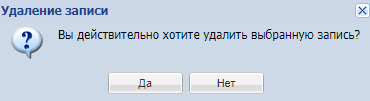 Удаление записи
Вы действительно хотите удалить выбранную запись?
Да
Нет